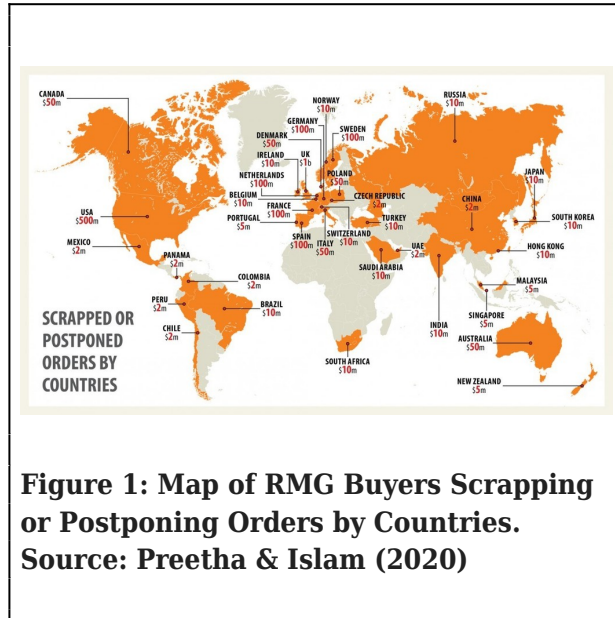 CANADA
$50m
NORWAY
$10m
RUSSIA
$10m
GERMANY
$100m
DENMARK
$50m
SWEDEN
$100m
IRELAND
$10m
UK
$1b
NETHERLANDS
$100m
POLAND
$50m
JAPAN
$10m
BELGIUM
$10m
CZECH REPUBLIC
$2m
CHINA
$2m
USA
$500m
FRANCE
$100m
PORTUGAL
$5m
TURKEY
$10m
SOUTH KOREA
$10m
SPAIN
$100m
ITALY
$50m
SWITZERLAND
$10m
UAE
$2m
HONG KONG
$10m
MEXICO
$2m
PANAMA
$2m
SAUDI ARABIA
$10m
COLOMBIA
$2m
MALAYSIA
$5m
PERU
$2m
BRAZIL
$10m
SINGAPORE
$5m
INDIA
$10m
CHILE
$2m
AUSTRALIA
$50m
SOUTH AFRICA
$10m
NEW ZEALAND
$5m
SCRAPPED OR
POSTPONED
ORDERS BY
COUNTRIES
Figure 1: Map of RMG Buyers Scrapping
or Postponing Orders by Countries.
Source: Preetha & Islam (2020)